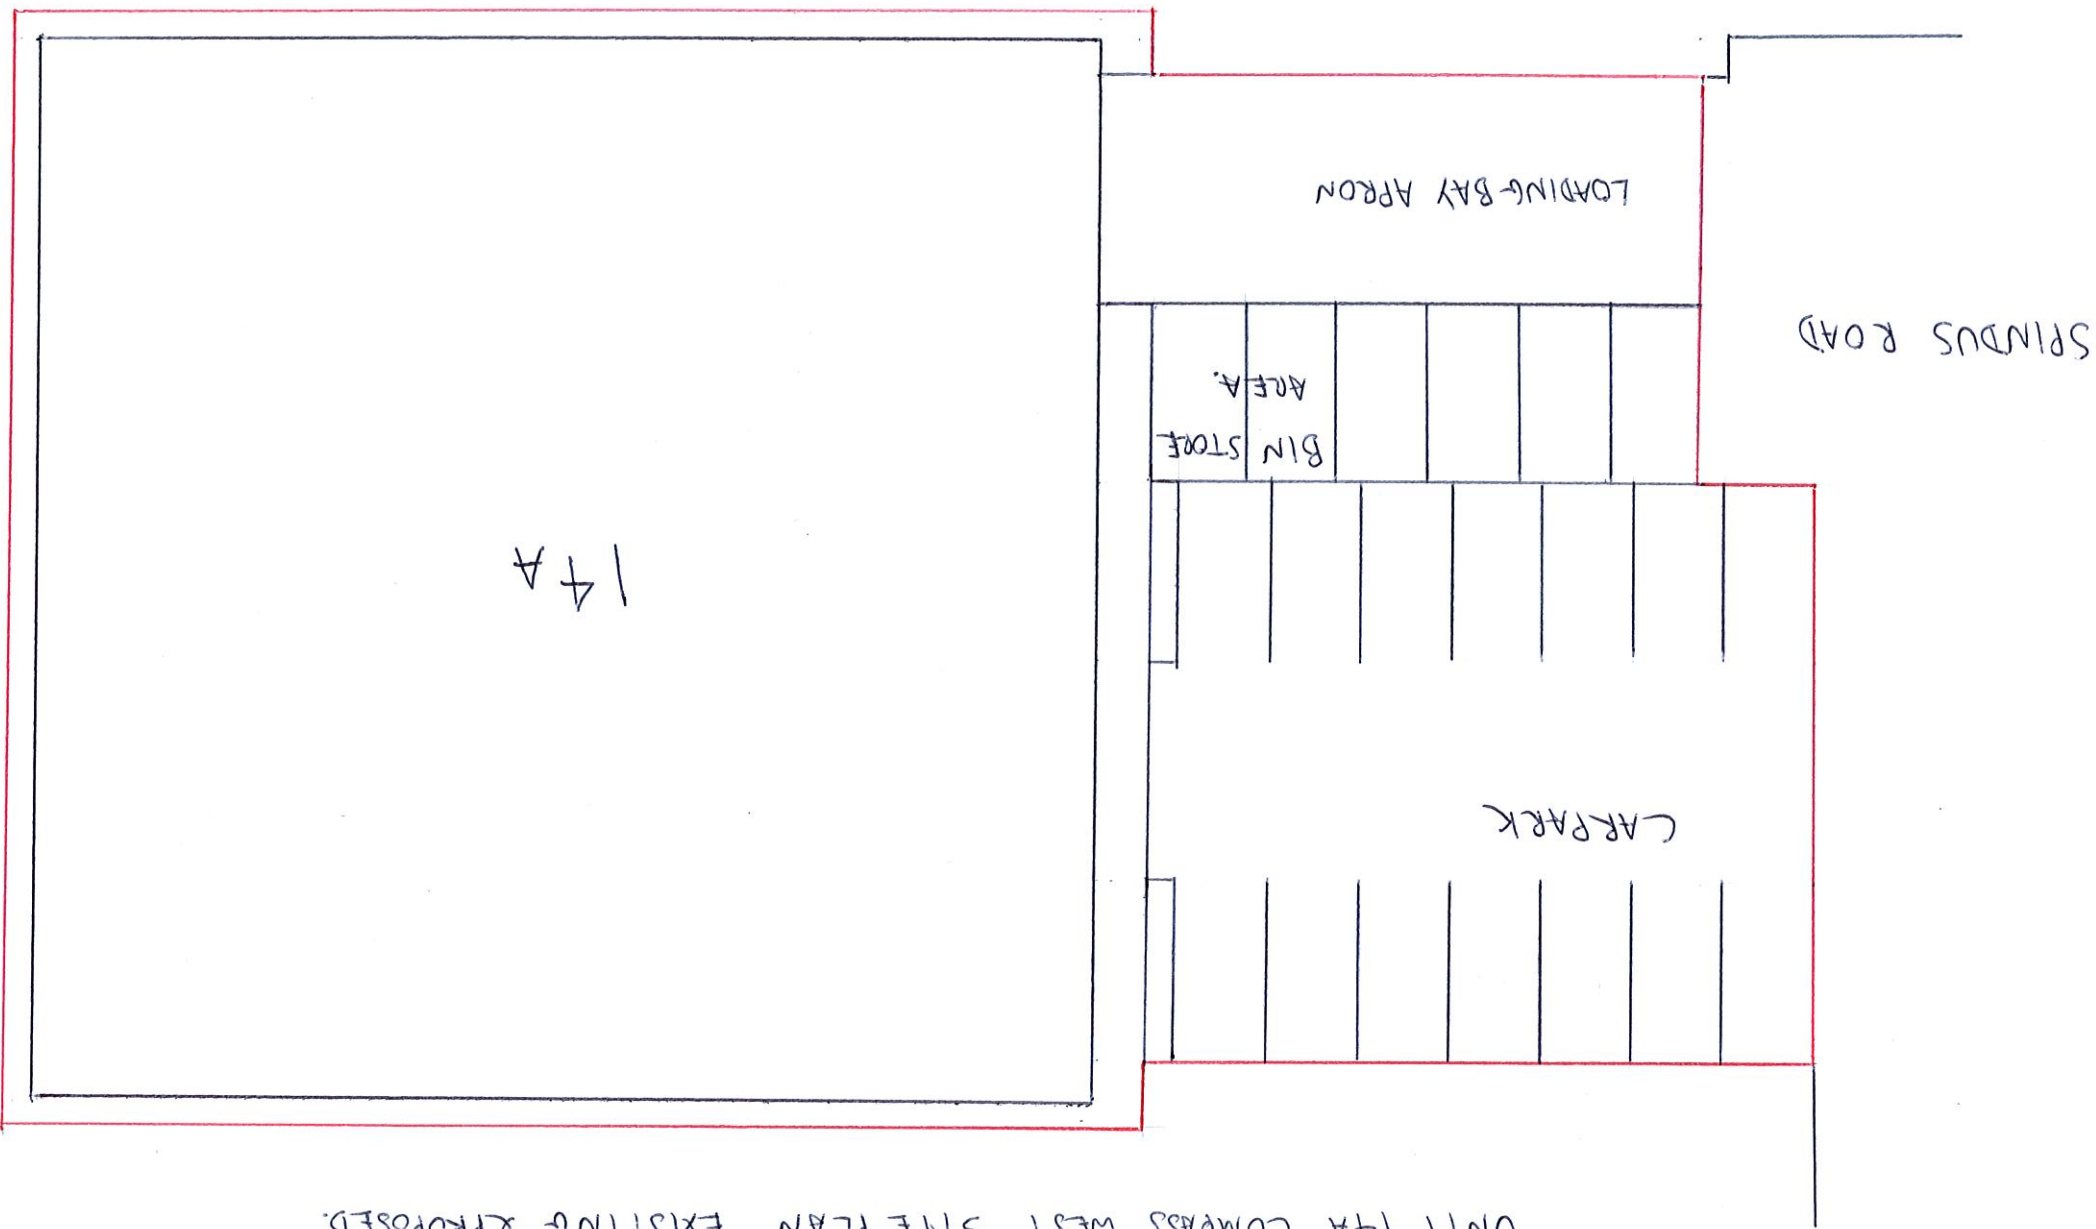 UNIT 14A COMPASS WEST SITE PLAN EXISTING & PROPOSED.
CARPARK
14A
BIN STORE
AREA.
SPINDUS ROAD
LOADING-BAY APRON